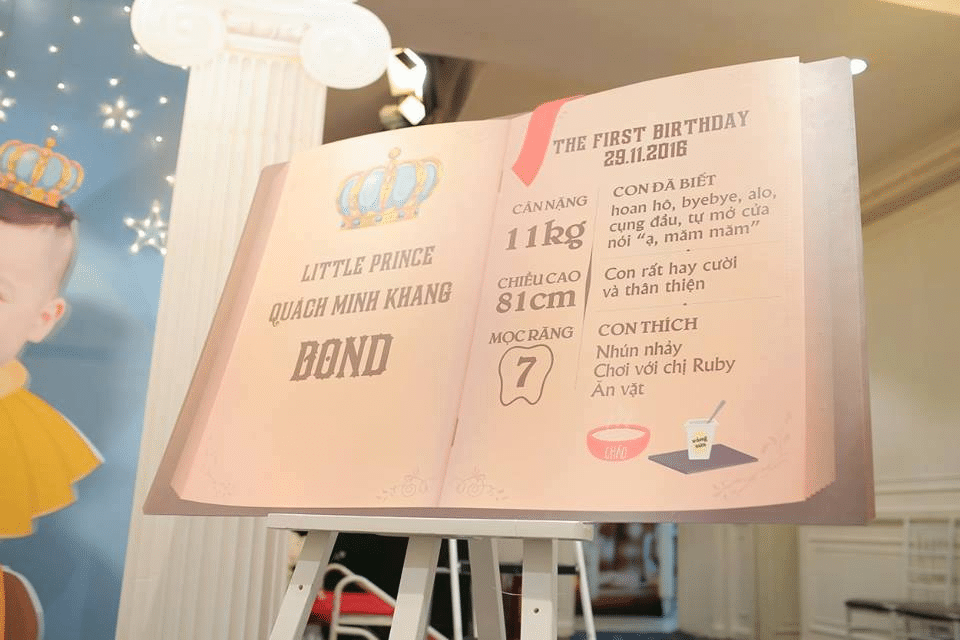 LITTLE PRINCE
QUÁCH MINH KHANG
BOND
THE FIRST BIRTHDAY
29.11.2016
CÂN NẶNG
11kg
CHIỀU CAO
81cm
MỌC RĂNG
7
CON ĐÃ BIẾT
hoan hô, byebye, alo,
cụng đầu, tự mở cửa
nói “ạ, măm măm”
Con rất hay cười
và thân thiện
CON THÍCH
Nhún nhảy
Chơi với chị Ruby
Ăn vặt
CHÁO